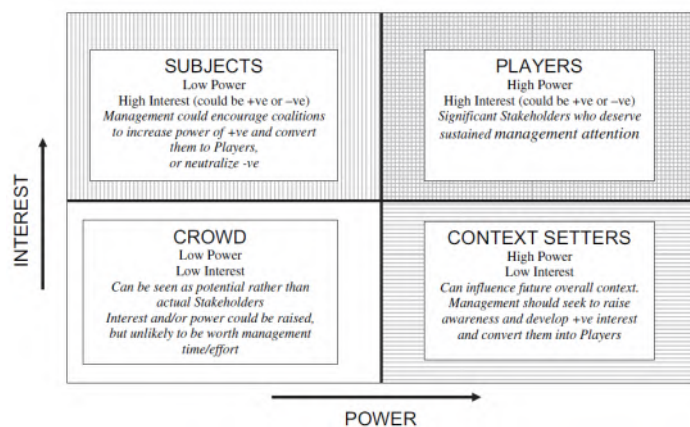 SUBJECTS
Low Power
High Interest (could be +ve or –ve)
Management could encourage coalitions
to increase power of +ve and convert
them to Players,
or neutralize -ve
PLAYERS
High Power
High Interest (could be +ve or –ve)
Significant Stakeholders who deserve
sustained management attention
INTEREST
CROWD
Low Power
Low Interest
Can be seen as potential rather than
actual Stakeholders
Interest and/or power could be raised,
but unlikely to be worth management
time/effort
CONTEXT SETTERS
High Power
Low Interest
Can influence future overall context.
Management should seek to raise
awareness and develop +ve interest
and convert them into Players
POWER